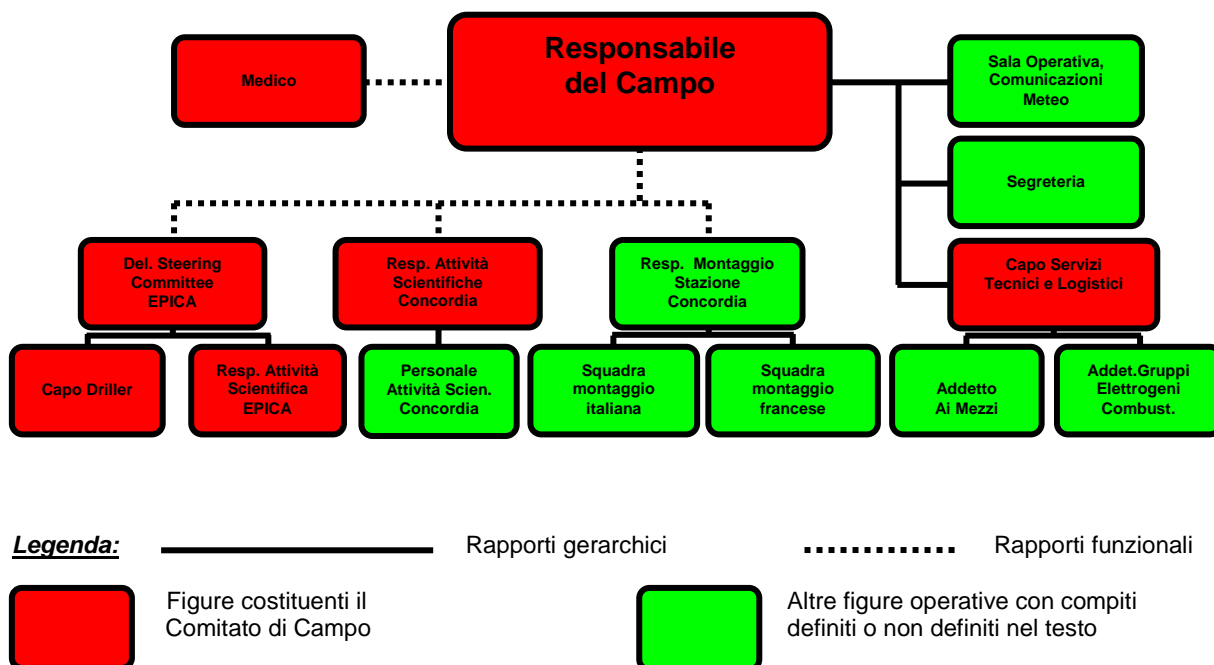 Responsabile
del Campo
Medico
Sala Operativa,
Comunicazioni
Meteo
Segreteria
Del. Steering
Committee
EPICA
Resp. Attività
Scientifiche
Concordia
Resp. Montaggio
Stazione
Concordia
Capo Servizi
Tecnici e Logistici
Capo Driller
Resp. Attività
Scientifica
EPICA
Personale
Attività Scien.
Concordia
Squadra
montaggio
italiana
Squadra
montaggio
francese
Addetto
Ai Mezzi
Addet.Gruppi
Elettrogeni
Combust.
Legenda:
Rapporti gerarchici
Rapporti funzionali
Figure costituenti il
Comitato di Campo
Altre figure operative con compiti
definiti o non definiti nel testo